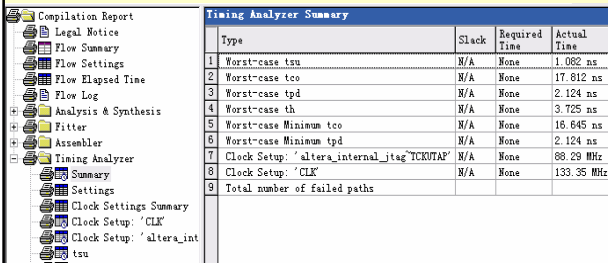 Compilation Report
Legal Notice
Flow Summary
Flow Settings
Flow Elapsed Time
Flow Log
Analysis & Synthesis
Fitter
Assembler
Timing Analyzer
Summary
Settings
Clock Settings Summary
Clock Setup: 'CLK'
Clock Setup: 'altera_int
tsu
Timing Analyzer Summary
Type Slack Required Time Actual Time
1 Worst-case tsu N/A None 1.082 ns
2 Worst-case tco N/A None 17.812 ns
3 Worst-case tpd N/A None 2.124 ns
4 Worst-case th N/A None 3.725 ns
5 Worst-case Minimum tco N/A None 16.645 ns
6 Worst-case Minimum tpd N/A None 2.124 ns
7 Clock Setup: 'altera_internal_jtag~TCKUTAP' N/A None 88.29 MHz
8 Clock Setup: 'CLK' N/A None 133.35 MHz
9 Total number of failed paths